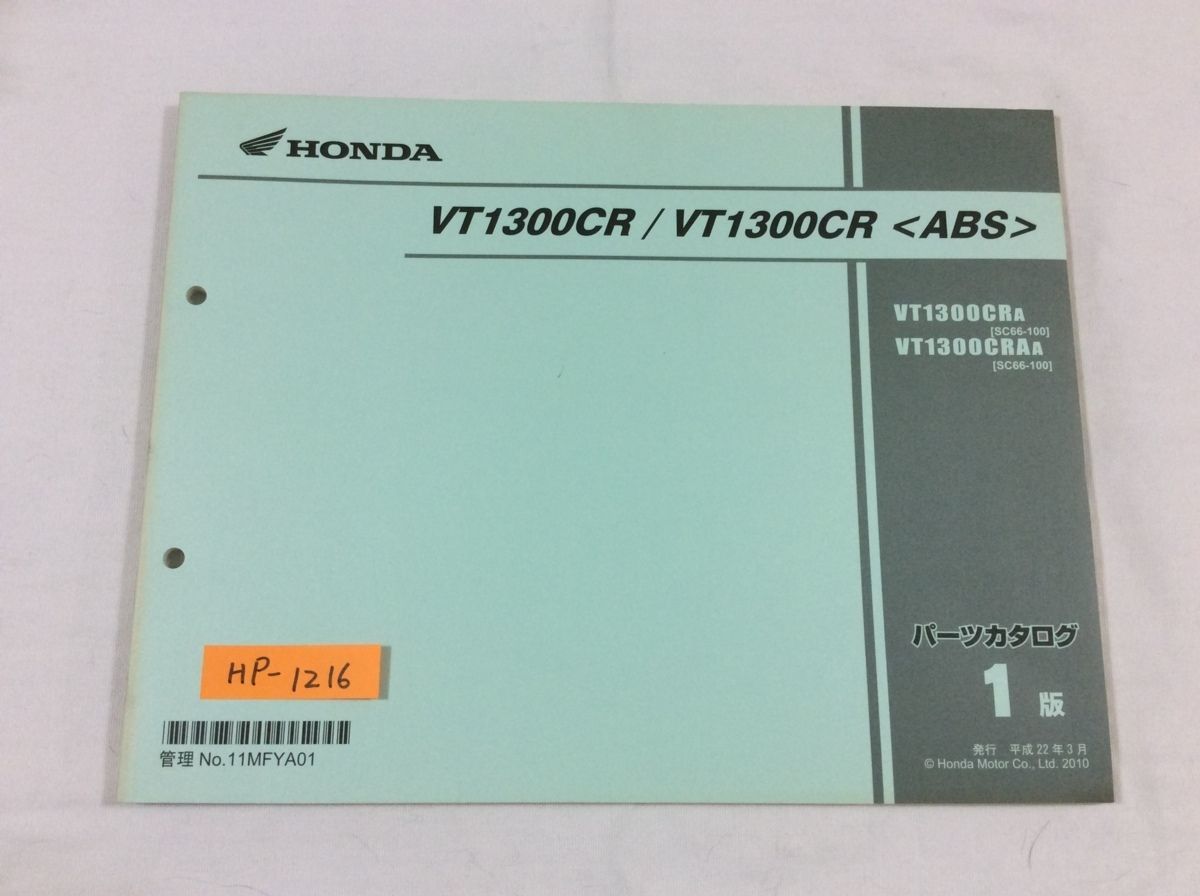 HONDA
VT1300CR / VT1300CR <ABS>
VT1300CRA
[SC66-100]
VT1300CRAA
[SC66-100]
パーツカタログ
1 版
発行 平成 22 年 3 月
© Honda Motor Co., Ltd. 2010
HP-1216
管理 No.11MFYA01